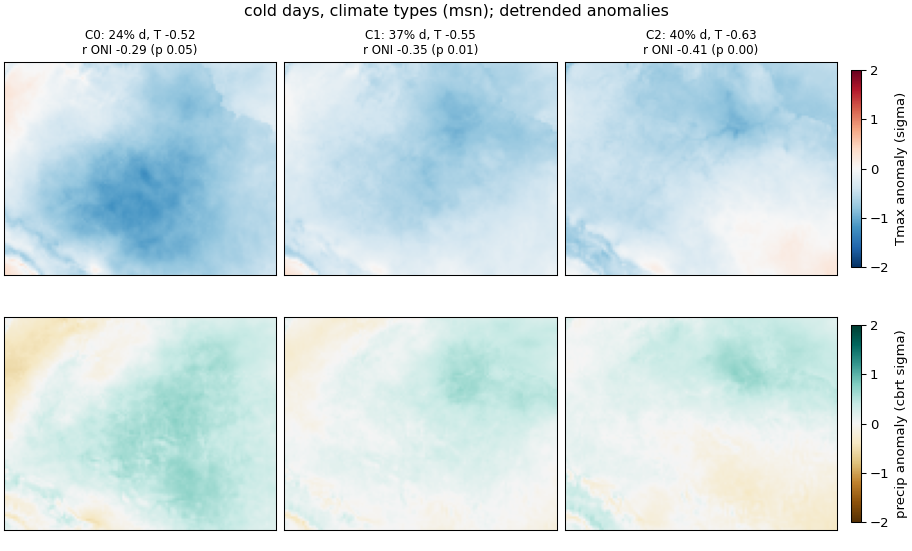 cold days, climate types (msn); detrended anomalies
C0: 24% d, T -0.52
r ONI -0.29 (p 0.05)
C1: 37% d, T -0.55
r ONI -0.35 (p 0.01)
C2: 40% d, T -0.63
r ONI -0.41 (p 0.00)
2
1
0
−1
−2
Tmax anomaly (sigma)
2
1
0
−1
−2
precip anomaly (cbrt sigma)